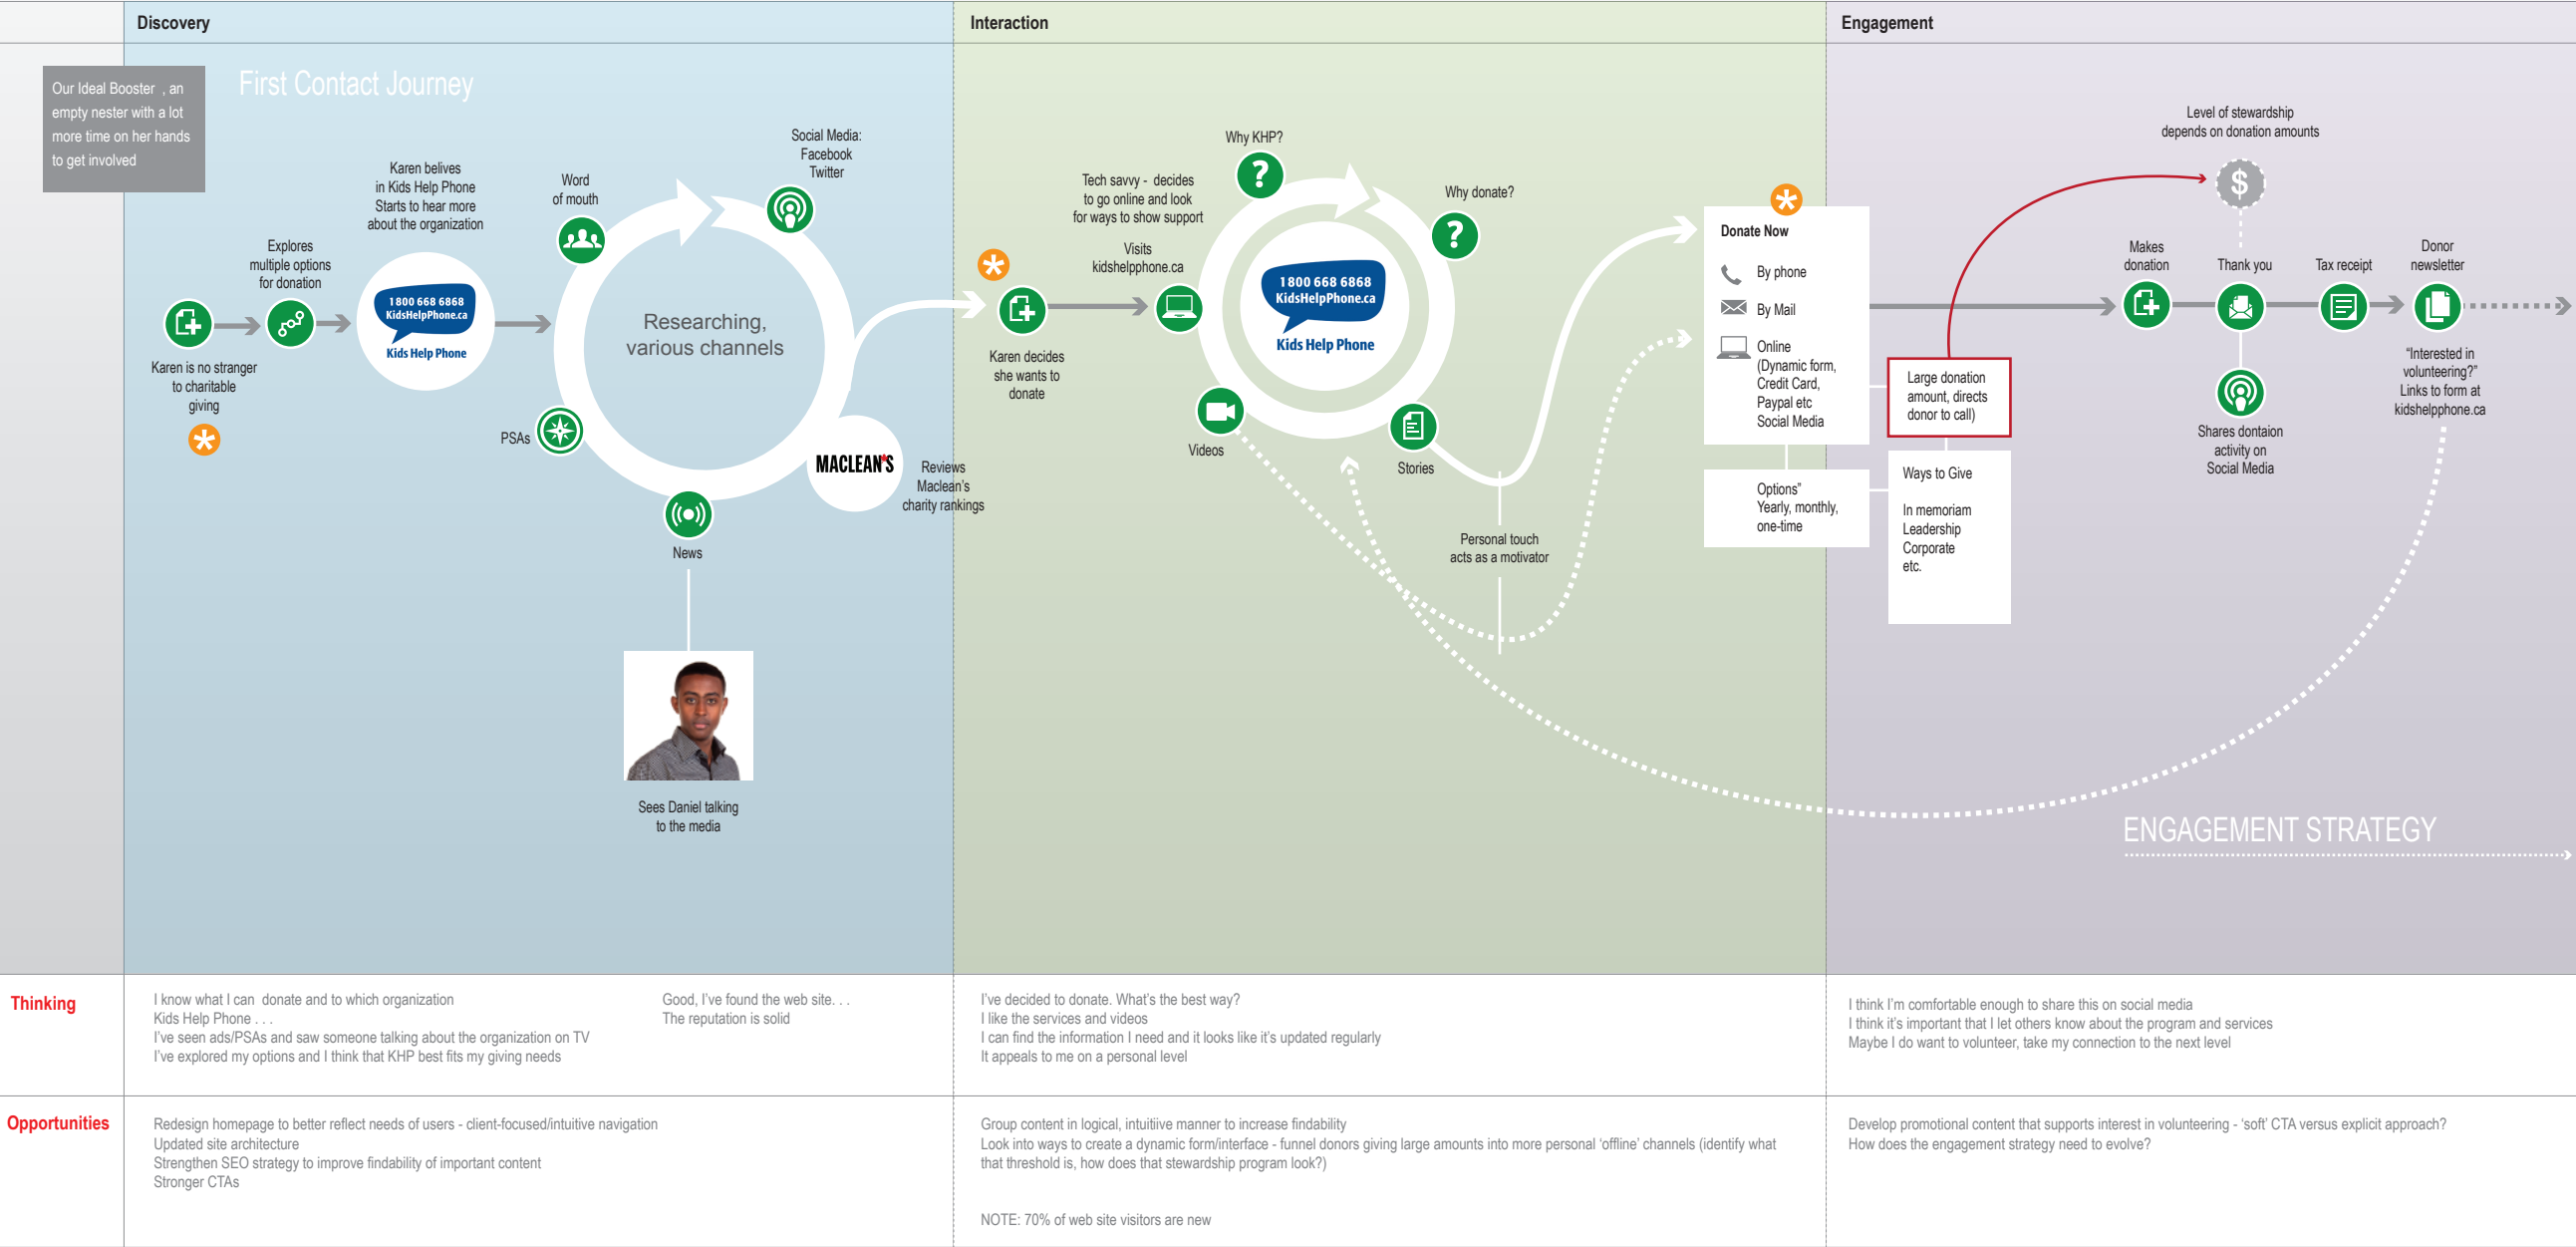 Discovery
Interaction
Engagement
Our Ideal Booster , an
empty nester with a lot
more time on her hands
to get involved
First Contact Journey
Karen is no stranger
to charitable
giving
Explores
multiple options
for donation
Karen belives
in Kids Help Phone
Starts to hear more
about the organization
1 800 668 6868
KidsHelpPhone.ca
Kids Help Phone
Word
of mouth
Social Media:
Facebook
Twitter
Researching,
various channels
PSAs
MACLEAN'S
Reviews
Maclean's
charity rankings
News
Sees Daniel talking
to the media
Karen decides
she wants to
donate
Tech savvy - decides
to go online and look
for ways to show support
Visits
kidshelpphone.ca
Why KHP?
?
Why donate?
?
1 800 668 6868
KidsHelpPhone.ca
Kids Help Phone
Videos
Stories
Personal touch
acts as a motivator
Donate Now
By phone
By Mail
Online
(Dynamic form,
Credit Card,
Paypal etc
Social Media
Options"
Yearly, monthly,
one-time
Large donation
amount, directs
donor to call)
Ways to Give
In memoriam
Leadership
Corporate
etc.
Level of stewardship
depends on donation amounts
$
Makes
donation
Thank you
Tax receipt
Donor
newsletter
Shares dontaion
activity on
Social Media
“Interested in
volunteering?”
Links to form at
kidshelpphone.ca
ENGAGEMENT STRATEGY
Thinking
I know what I can donate and to which organization
Kids Help Phone . . .
I've seen ads/PSAs and saw someone talking about the organization on TV
I've explored my options and I think that KHP best fits my giving needs
Good, I've found the web site. . .
The reputation is solid
I've decided to donate. What's the best way?
I like the services and videos
I can find the information I need and it looks like it's updated regularly
It appeals to me on a personal level
I think I'm comfortable enough to share this on social media
I think it's important that I let others know about the program and services
Maybe I do want to volunteer, take my connection to the next level
Opportunities
Redesign homepage to better reflect needs of users - client-focused/intuitive navigation
Updated site architecture
Strengthen SEO strategy to improve findability of important content
Stronger CTAs
Group content in logical, intuitiive manner to increase findability
Look into ways to create a dynamic form/interface - funnel donors giving large amounts into more personal ‘offline’ channels (identify what
that threshold is, how does that stewardship program look?)
NOTE: 70% of web site visitors are new
Develop promotional content that supports interest in volunteering - ‘soft’ CTA versus explicit approach?
How does the engagement strategy need to evolve?